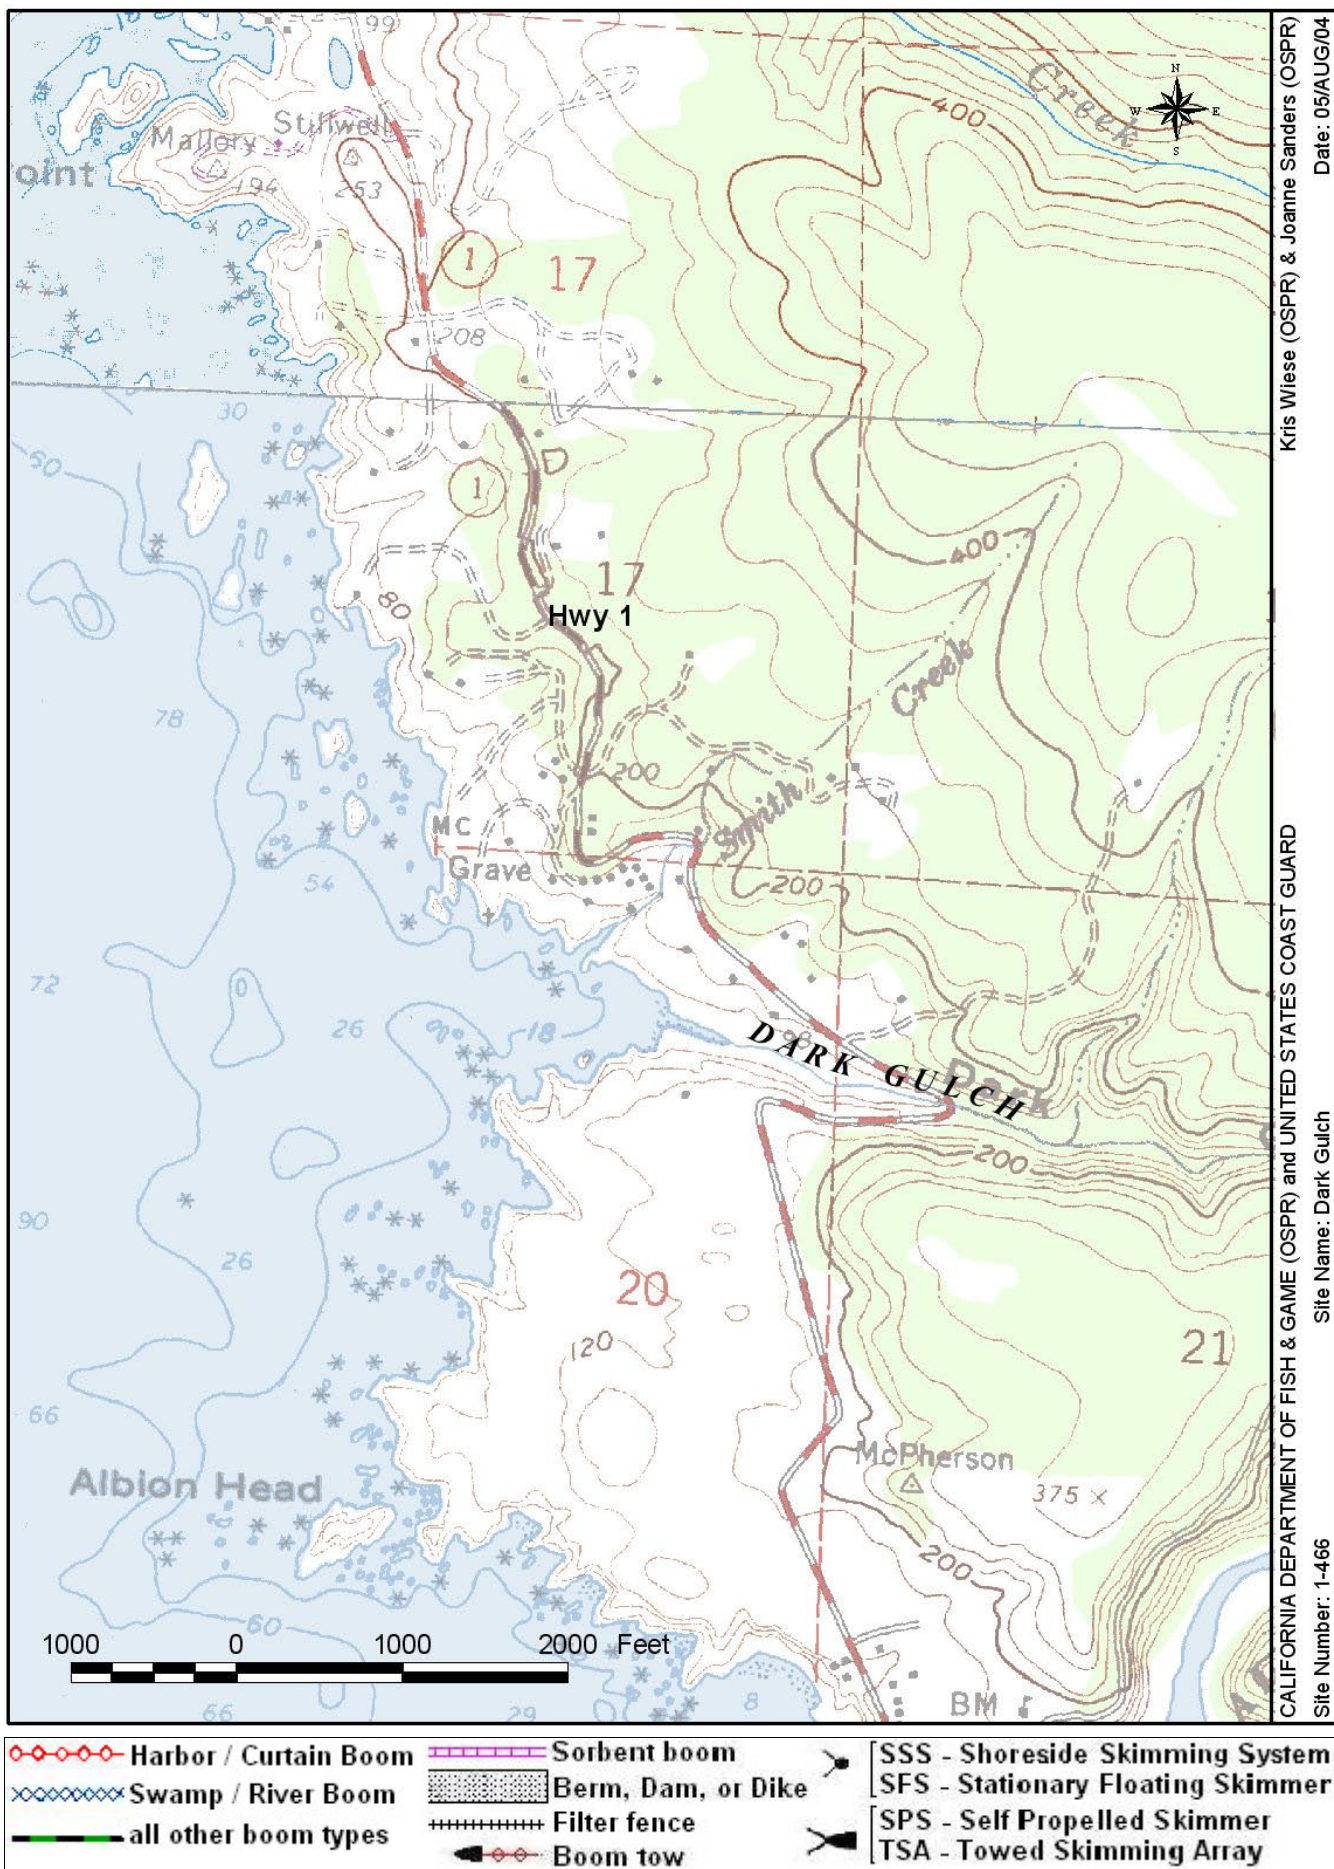 99
Creek
400
Mallory
Stillwell
oint
194
253
1
17
208
30
60
D
1
400
17
80
Hwy 1
Creek
78
200
Smith
MC
Grave
54
200
72
26
18
98
DARK GULCH
Dark
200
90
26
20
120
21
66
McPherson
Albion Head
375 ×
200
60
1000 0 1000 2000 Feet
66
29
8
BM
N
W E
S
Kris Wiese (OSPR) & Joanne Sanders (OSPR)
Date: 05/AUG/04
CALIFORNIA DEPARTMENT OF FISH & GAME (OSPR) and UNITED STATES COAST GUARD
Site Name: Dark Gulch
Site Number: 1-466
Harbor / Curtain Boom
Swamp / River Boom
all other boom types
Sorbent boom
Berm, Dam, or Dike
Filter fence
Boom tow
SSS - Shoreside Skimming System
SFS - Stationary Floating Skimmer
SPS - Self Propelled Skimmer
TSA - Towed Skimming Array